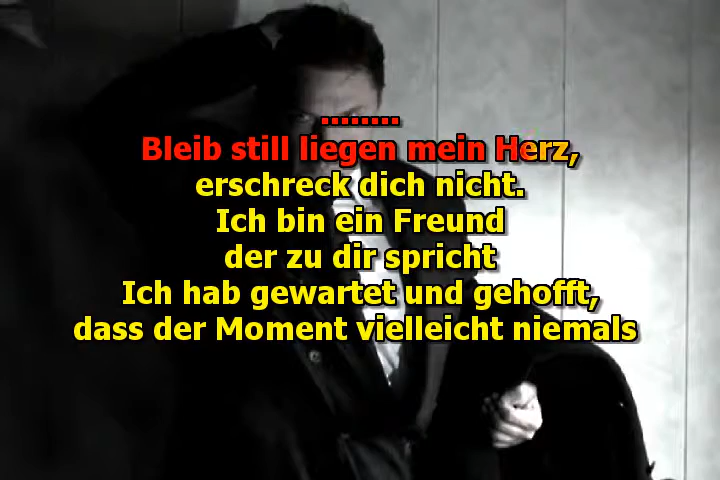 ........
Bleib still liegen mein Herz,
erschreck dich nicht.
Ich bin ein Freund
der zu dir spricht
Ich hab gewartet und gehofft,
dass der Moment vielleicht niemals